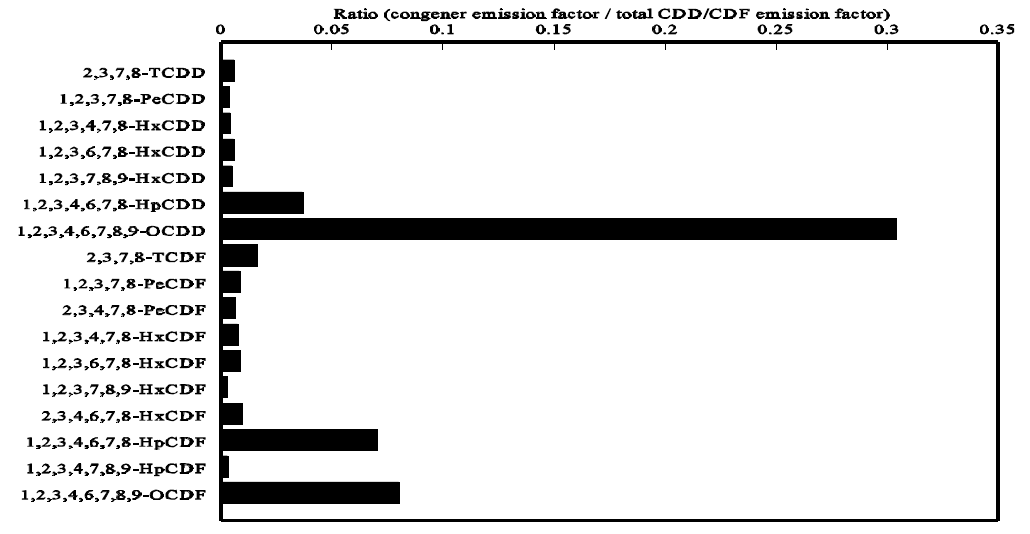 Ratio (congener emission factor / total CDD/CDF emission factor)
0 0.05 0.1 0.15 0.2 0.25 0.3 0.35
2,3,7,8-TCDD
1,2,3,7,8-PeCDD
1,2,3,4,7,8-HxCDD
1,2,3,6,7,8-HxCDD
1,2,3,7,8,9-HxCDD
1,2,3,4,6,7,8-HpCDD
1,2,3,4,6,7,8,9-OCDD
2,3,7,8-TCDF
1,2,3,7,8-PeCDF
2,3,4,7,8-PeCDF
1,2,3,4,7,8-HxCDF
1,2,3,6,7,8-HxCDF
1,2,3,7,8,9-HxCDF
2,3,4,6,7,8-HxCDF
1,2,3,4,6,7,8-HpCDF
1,2,3,4,7,8,9-HpCDF
1,2,3,4,6,7,8,9-OCDF